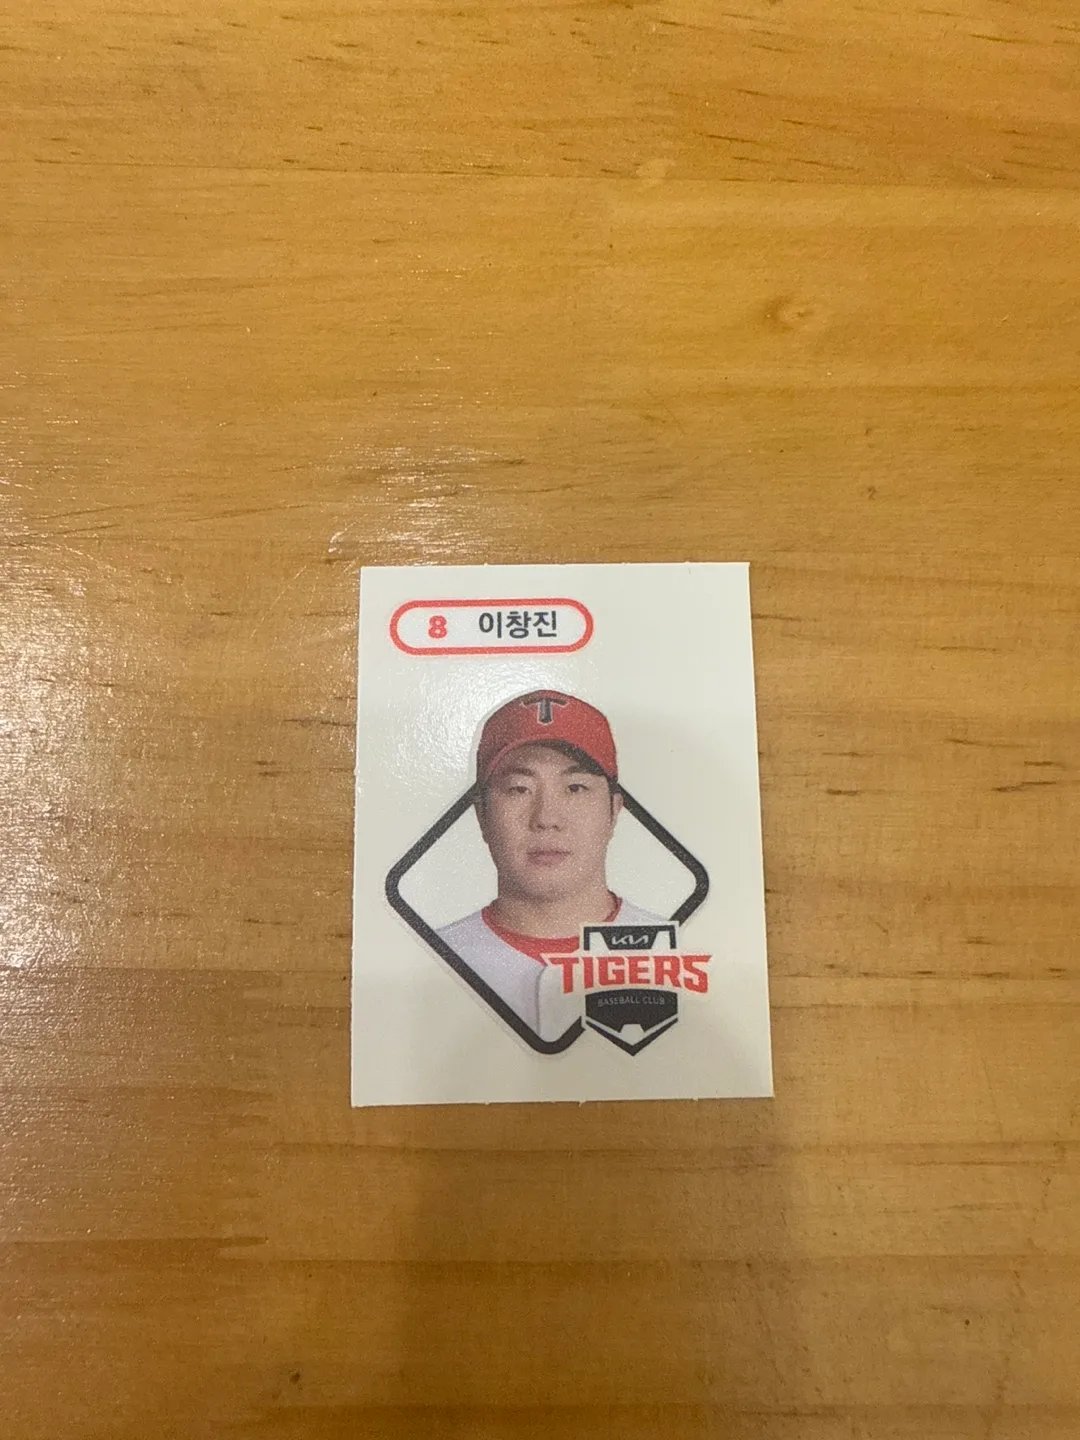 8 이창진
T
KIA
TIGERS
BASEBALL CLUB